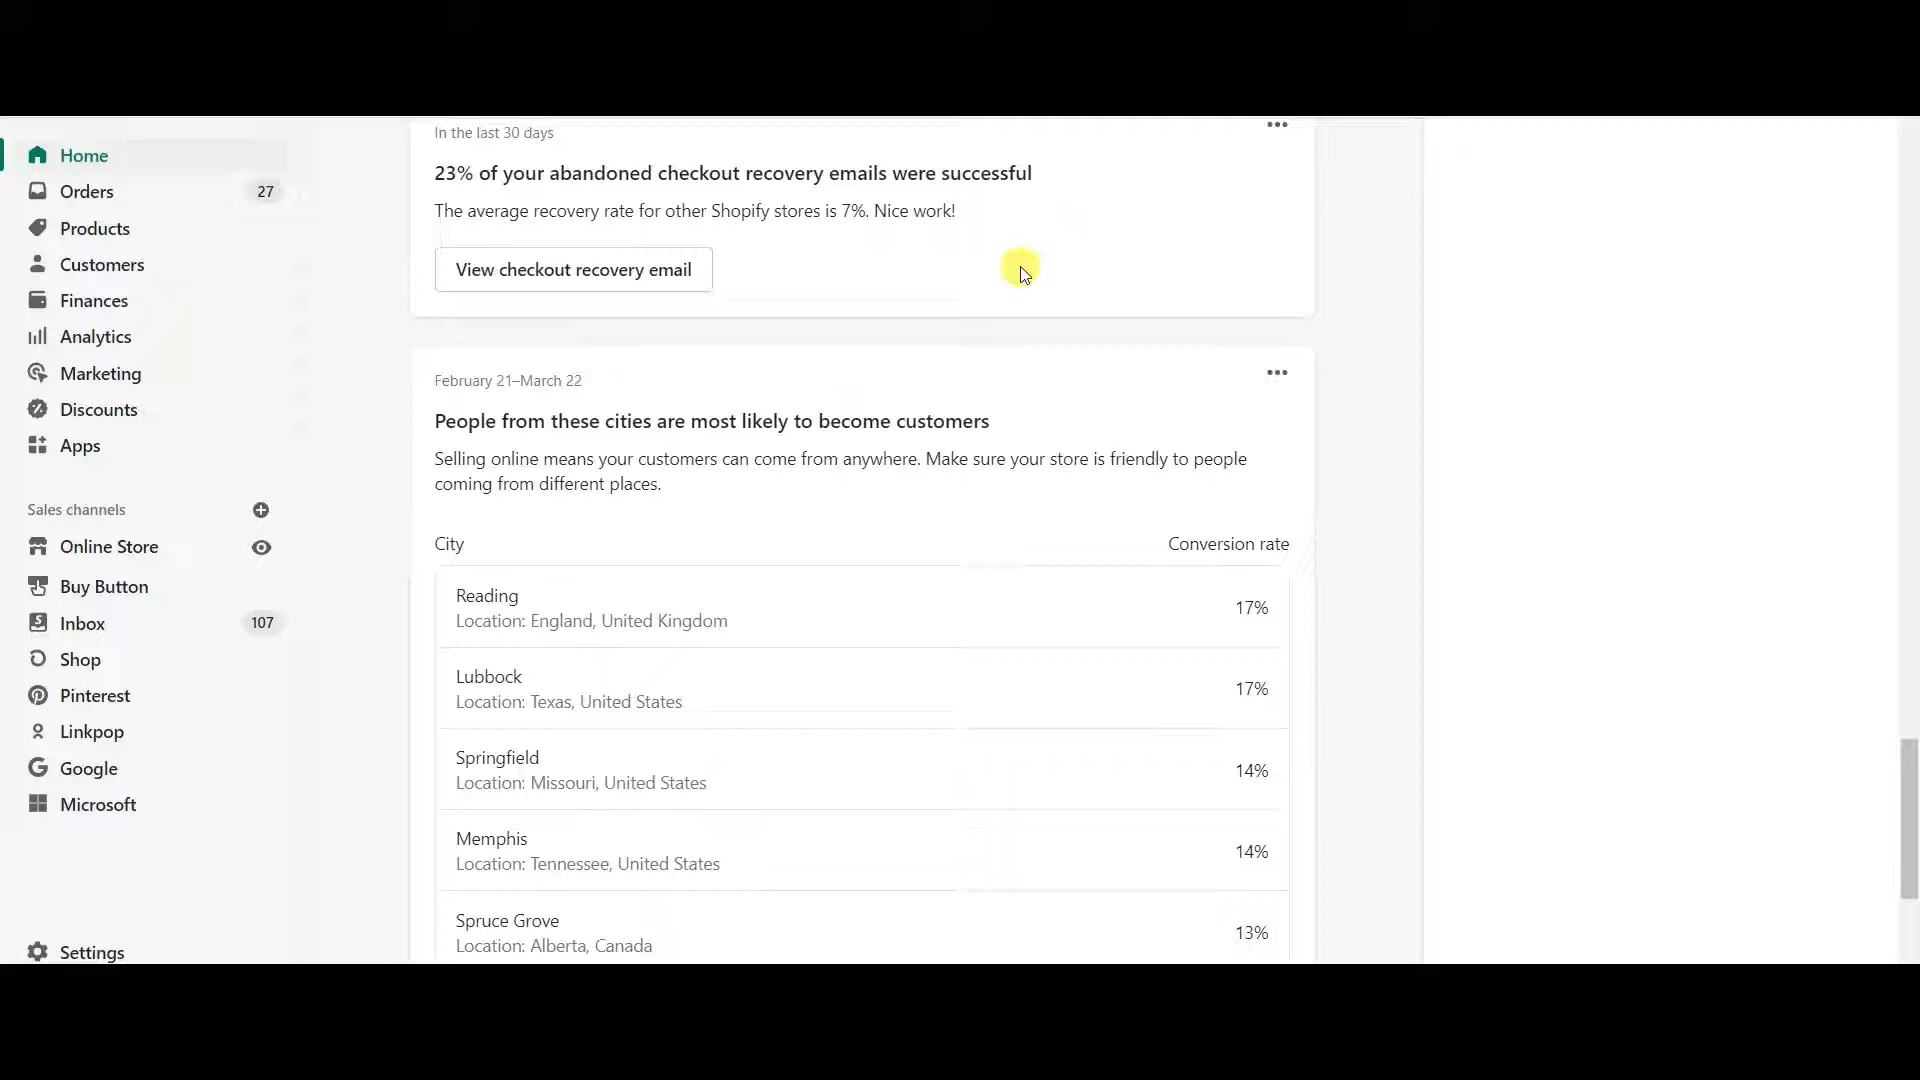 Home
Orders 27
Products
Customers
Finances
Analytics
Marketing
Discounts
Apps
Sales channels
Online Store
Buy Button
Inbox 107
Shop
Pinterest
Linkpop
Google
Microsoft
Settings
In the last 30 days
23% of your abandoned checkout recovery emails were successful
The average recovery rate for other Shopify stores is 7%. Nice work!
View checkout recovery email
February 21–March 22
People from these cities are most likely to become customers
Selling online means your customers can come from anywhere. Make sure your store is friendly to people
coming from different places.
City Conversion rate
Reading
Location: England, United Kingdom
17%
Lubbock
Location: Texas, United States
17%
Springfield
Location: Missouri, United States
14%
Memphis
Location: Tennessee, United States
14%
Spruce Grove
Location: Alberta, Canada
13%